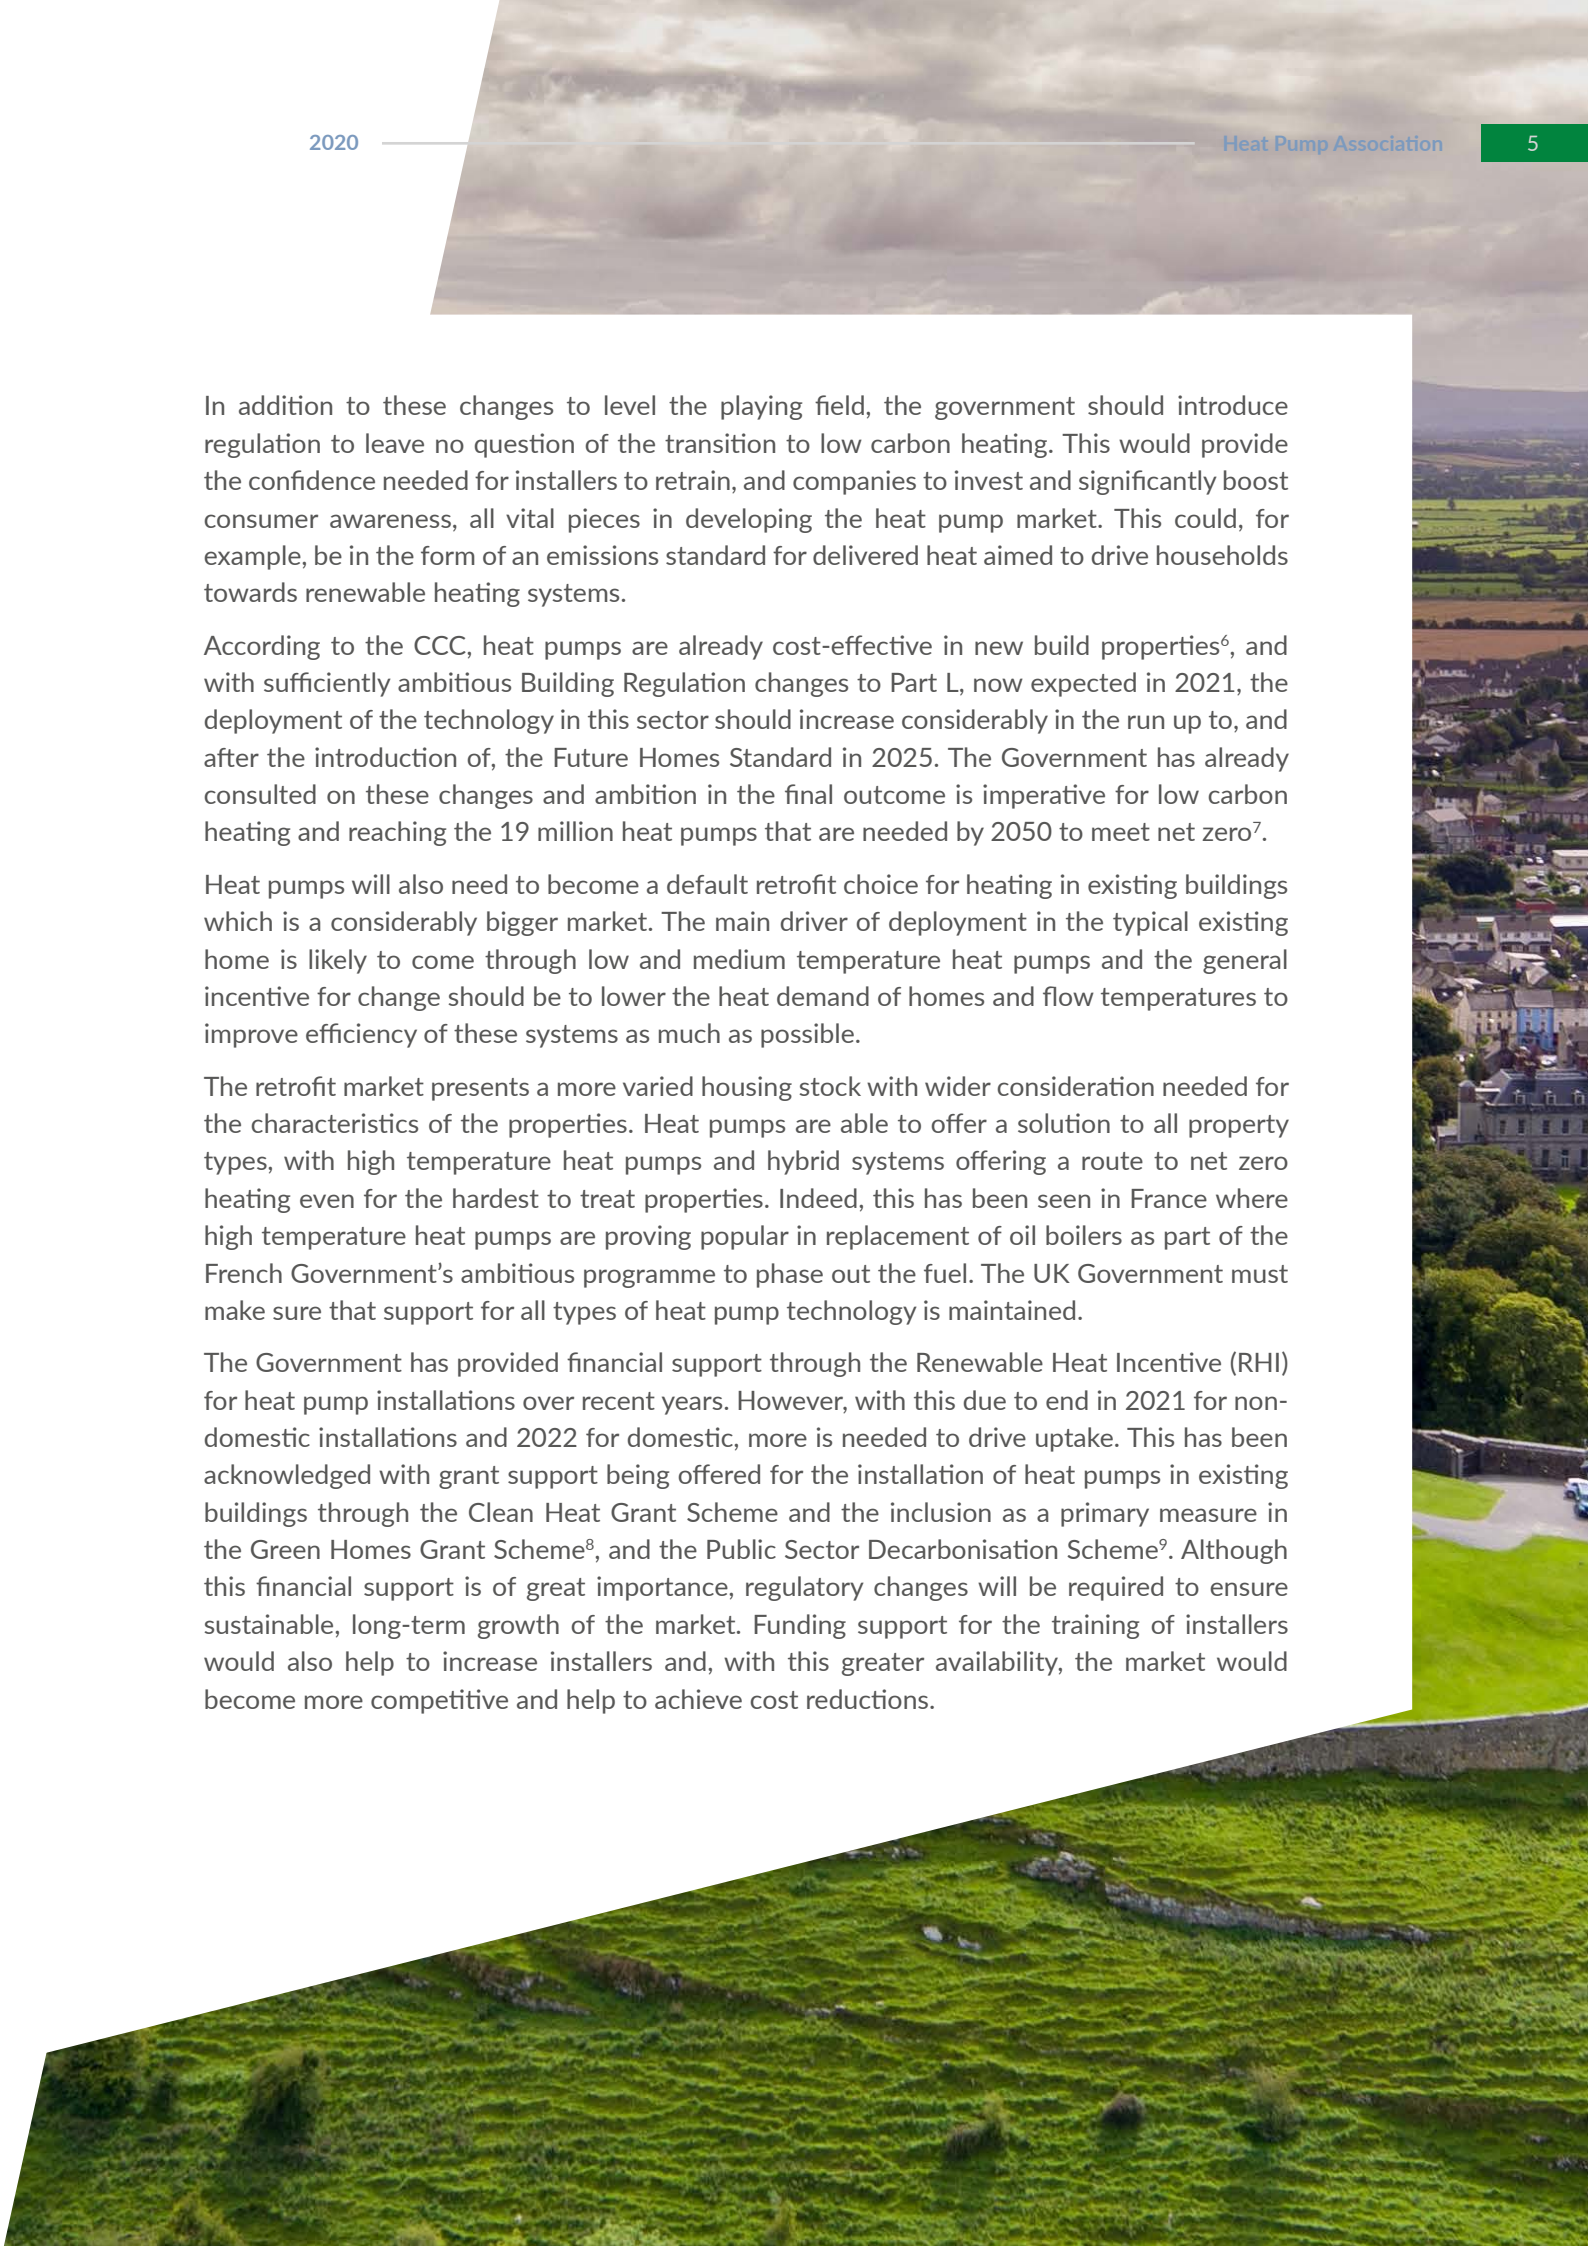 2020
Heat Pump Association
5
In addition to these changes to level the playing field, the government should introduce
regulation to leave no question of the transition to low carbon heating. This would provide
the confidence needed for installers to retrain, and companies to invest and significantly boost
consumer awareness, all vital pieces in developing the heat pump market. This could, for
example, be in the form of an emissions standard for delivered heat aimed to drive households
towards renewable heating systems.
According to the CCC, heat pumps are already cost-effective in new build properties⁶, and
with sufficiently ambitious Building Regulation changes to Part L, now expected in 2021, the
deployment of the technology in this sector should increase considerably in the run up to, and
after the introduction of, the Future Homes Standard in 2025. The Government has already
consulted on these changes and ambition in the final outcome is imperative for low carbon
heating and reaching the 19 million heat pumps that are needed by 2050 to meet net zero⁷.
Heat pumps will also need to become a default retrofit choice for heating in existing buildings
which is a considerably bigger market. The main driver of deployment in the typical existing
home is likely to come through low and medium temperature heat pumps and the general
incentive for change should be to lower the heat demand of homes and flow temperatures to
improve efficiency of these systems as much as possible.
The retrofit market presents a more varied housing stock with wider consideration needed for
the characteristics of the properties. Heat pumps are able to offer a solution to all property
types, with high temperature heat pumps and hybrid systems offering a route to net zero
heating even for the hardest to treat properties. Indeed, this has been seen in France where
high temperature heat pumps are proving popular in replacement of oil boilers as part of the
French Government’s ambitious programme to phase out the fuel. The UK Government must
make sure that support for all types of heat pump technology is maintained.
The Government has provided financial support through the Renewable Heat Incentive (RHI)
for heat pump installations over recent years. However, with this due to end in 2021 for non-
domestic installations and 2022 for domestic, more is needed to drive uptake. This has been
acknowledged with grant support being offered for the installation of heat pumps in existing
buildings through the Clean Heat Grant Scheme and the inclusion as a primary measure in
the Green Homes Grant Scheme⁸, and the Public Sector Decarbonisation Scheme⁹. Although
this financial support is of great importance, regulatory changes will be required to ensure
sustainable, long-term growth of the market. Funding support for the training of installers
would also help to increase installers and, with this greater availability, the market would
become more competitive and help to achieve cost reductions.